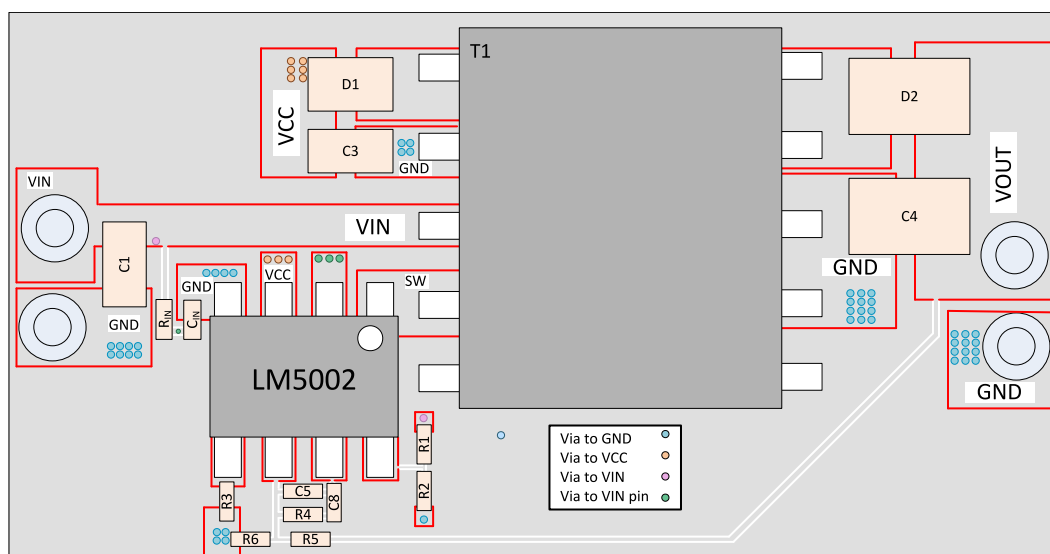 T1
D1
D2
VCC
C3
GND
VIN
VIN
VOUT
C4
C1
GND
VCC
SW
GND
GND
RIN
CIN
LM5002
GND
R1
R2
Via to GND
Via to VCC
Via to VIN
Via to VIN pin
R3
C5
C8
R4
R6
R5